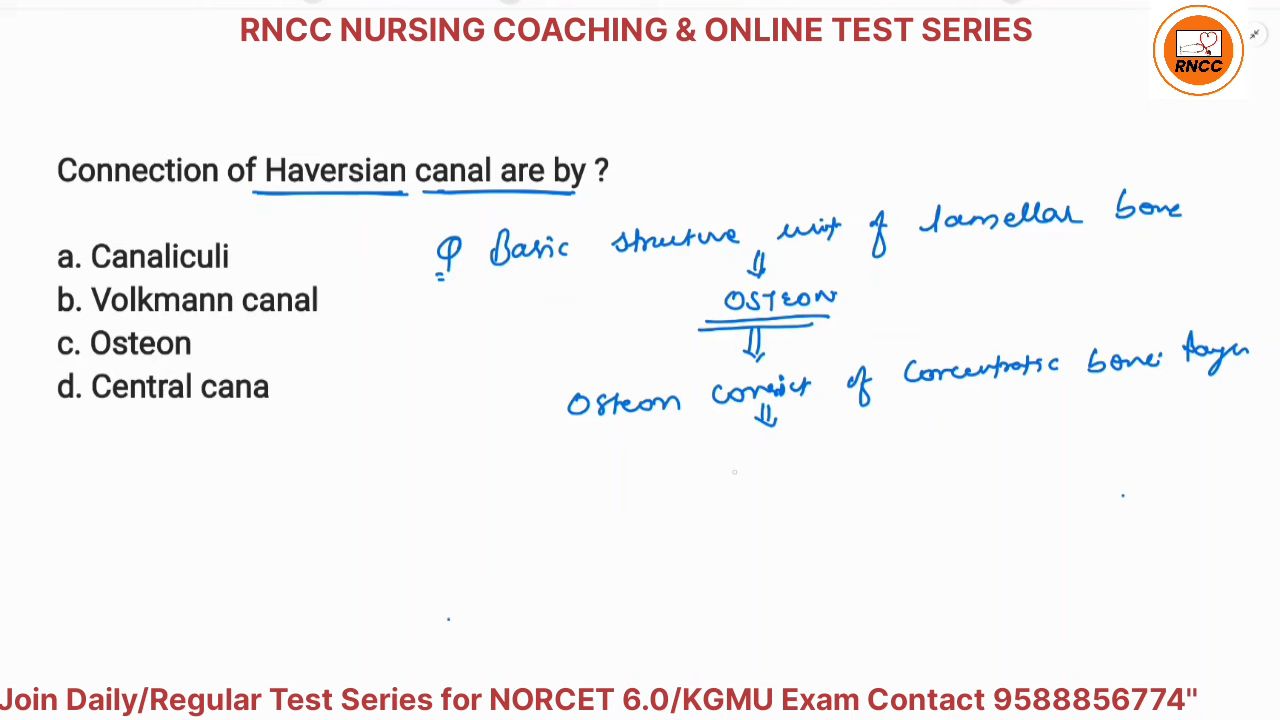 RNCC NURSING COACHING & ONLINE TEST SERIES
RNCC
Connection of Haversian canal are by ?
a. Canaliculi
b. Volkmann canal
c. Osteon
d. Central cana
Basic structure unit of lamellar bone
OSTEON
Osteon consist of concentratic bone layer
Join Daily/Regular Test Series for NORCET 6.0/KGMU Exam Contact 9588856774"